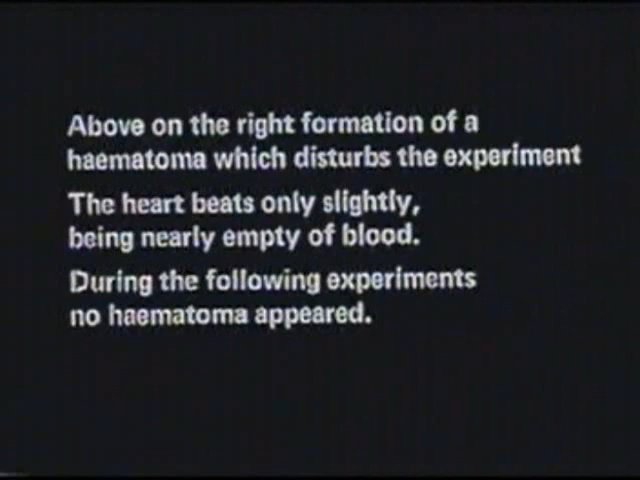 Above on the right formation of a
haematoma which disturbs the experiment
The heart beats only slightly,
being nearly empty of blood.
During the following experiments
no haematoma appeared.